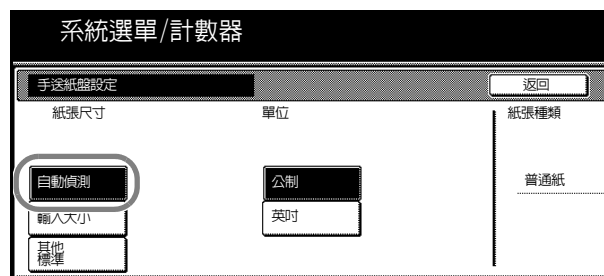 系統選單/計數器
手送紙盤設定
返回
紙張尺寸
單位
紙張種類
自動偵測
公制
普通紙
輸入大小
英吋
其他
標準